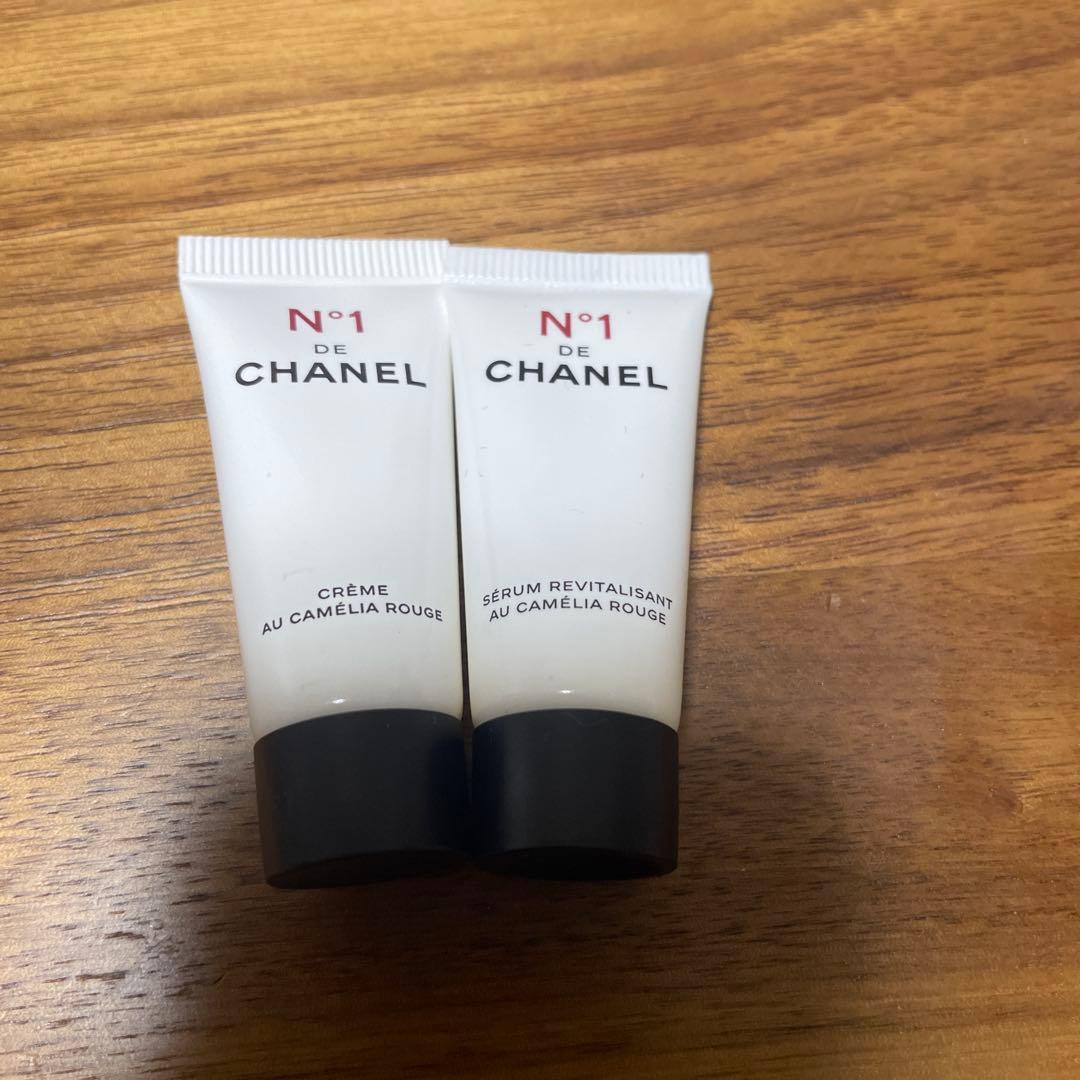 N°1
DE
CHANEL
CRÈME
AU CAMÉLIA ROUGE
N°1
DE
CHANEL
SÉRUM REVITALISANT
AU CAMÉLIA ROUGE